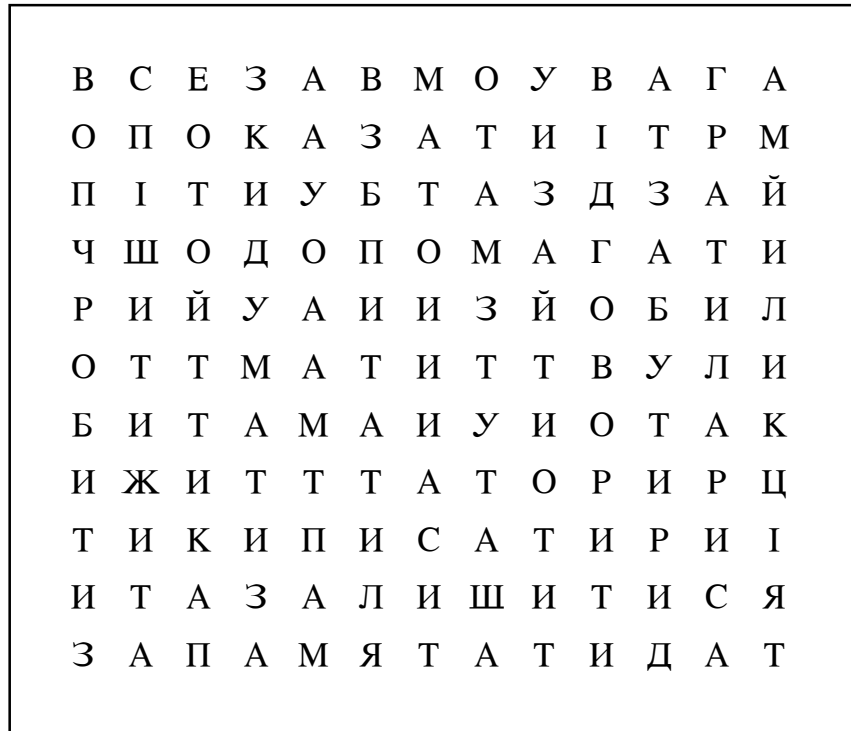 В С Е З А В М О У В А Г А
О П О К А З А Т И І Т Р М
П І Т И У Б Т А З Д З А Й
Ч Ш О Д О П О М А Г А Т И
Р И Й У А И И З Й О Б И Л
О Т Т М А Т И Т Т В У Л И
Б И Т А М А И У И О Т А К
И Ж И Т Т Т А Т О Р И Р Ц
Т И К И П И С А Т И Р И І
И Т А З А Л И Ш И Т И С Я
З А П А М Я Т А Т И Д А Т